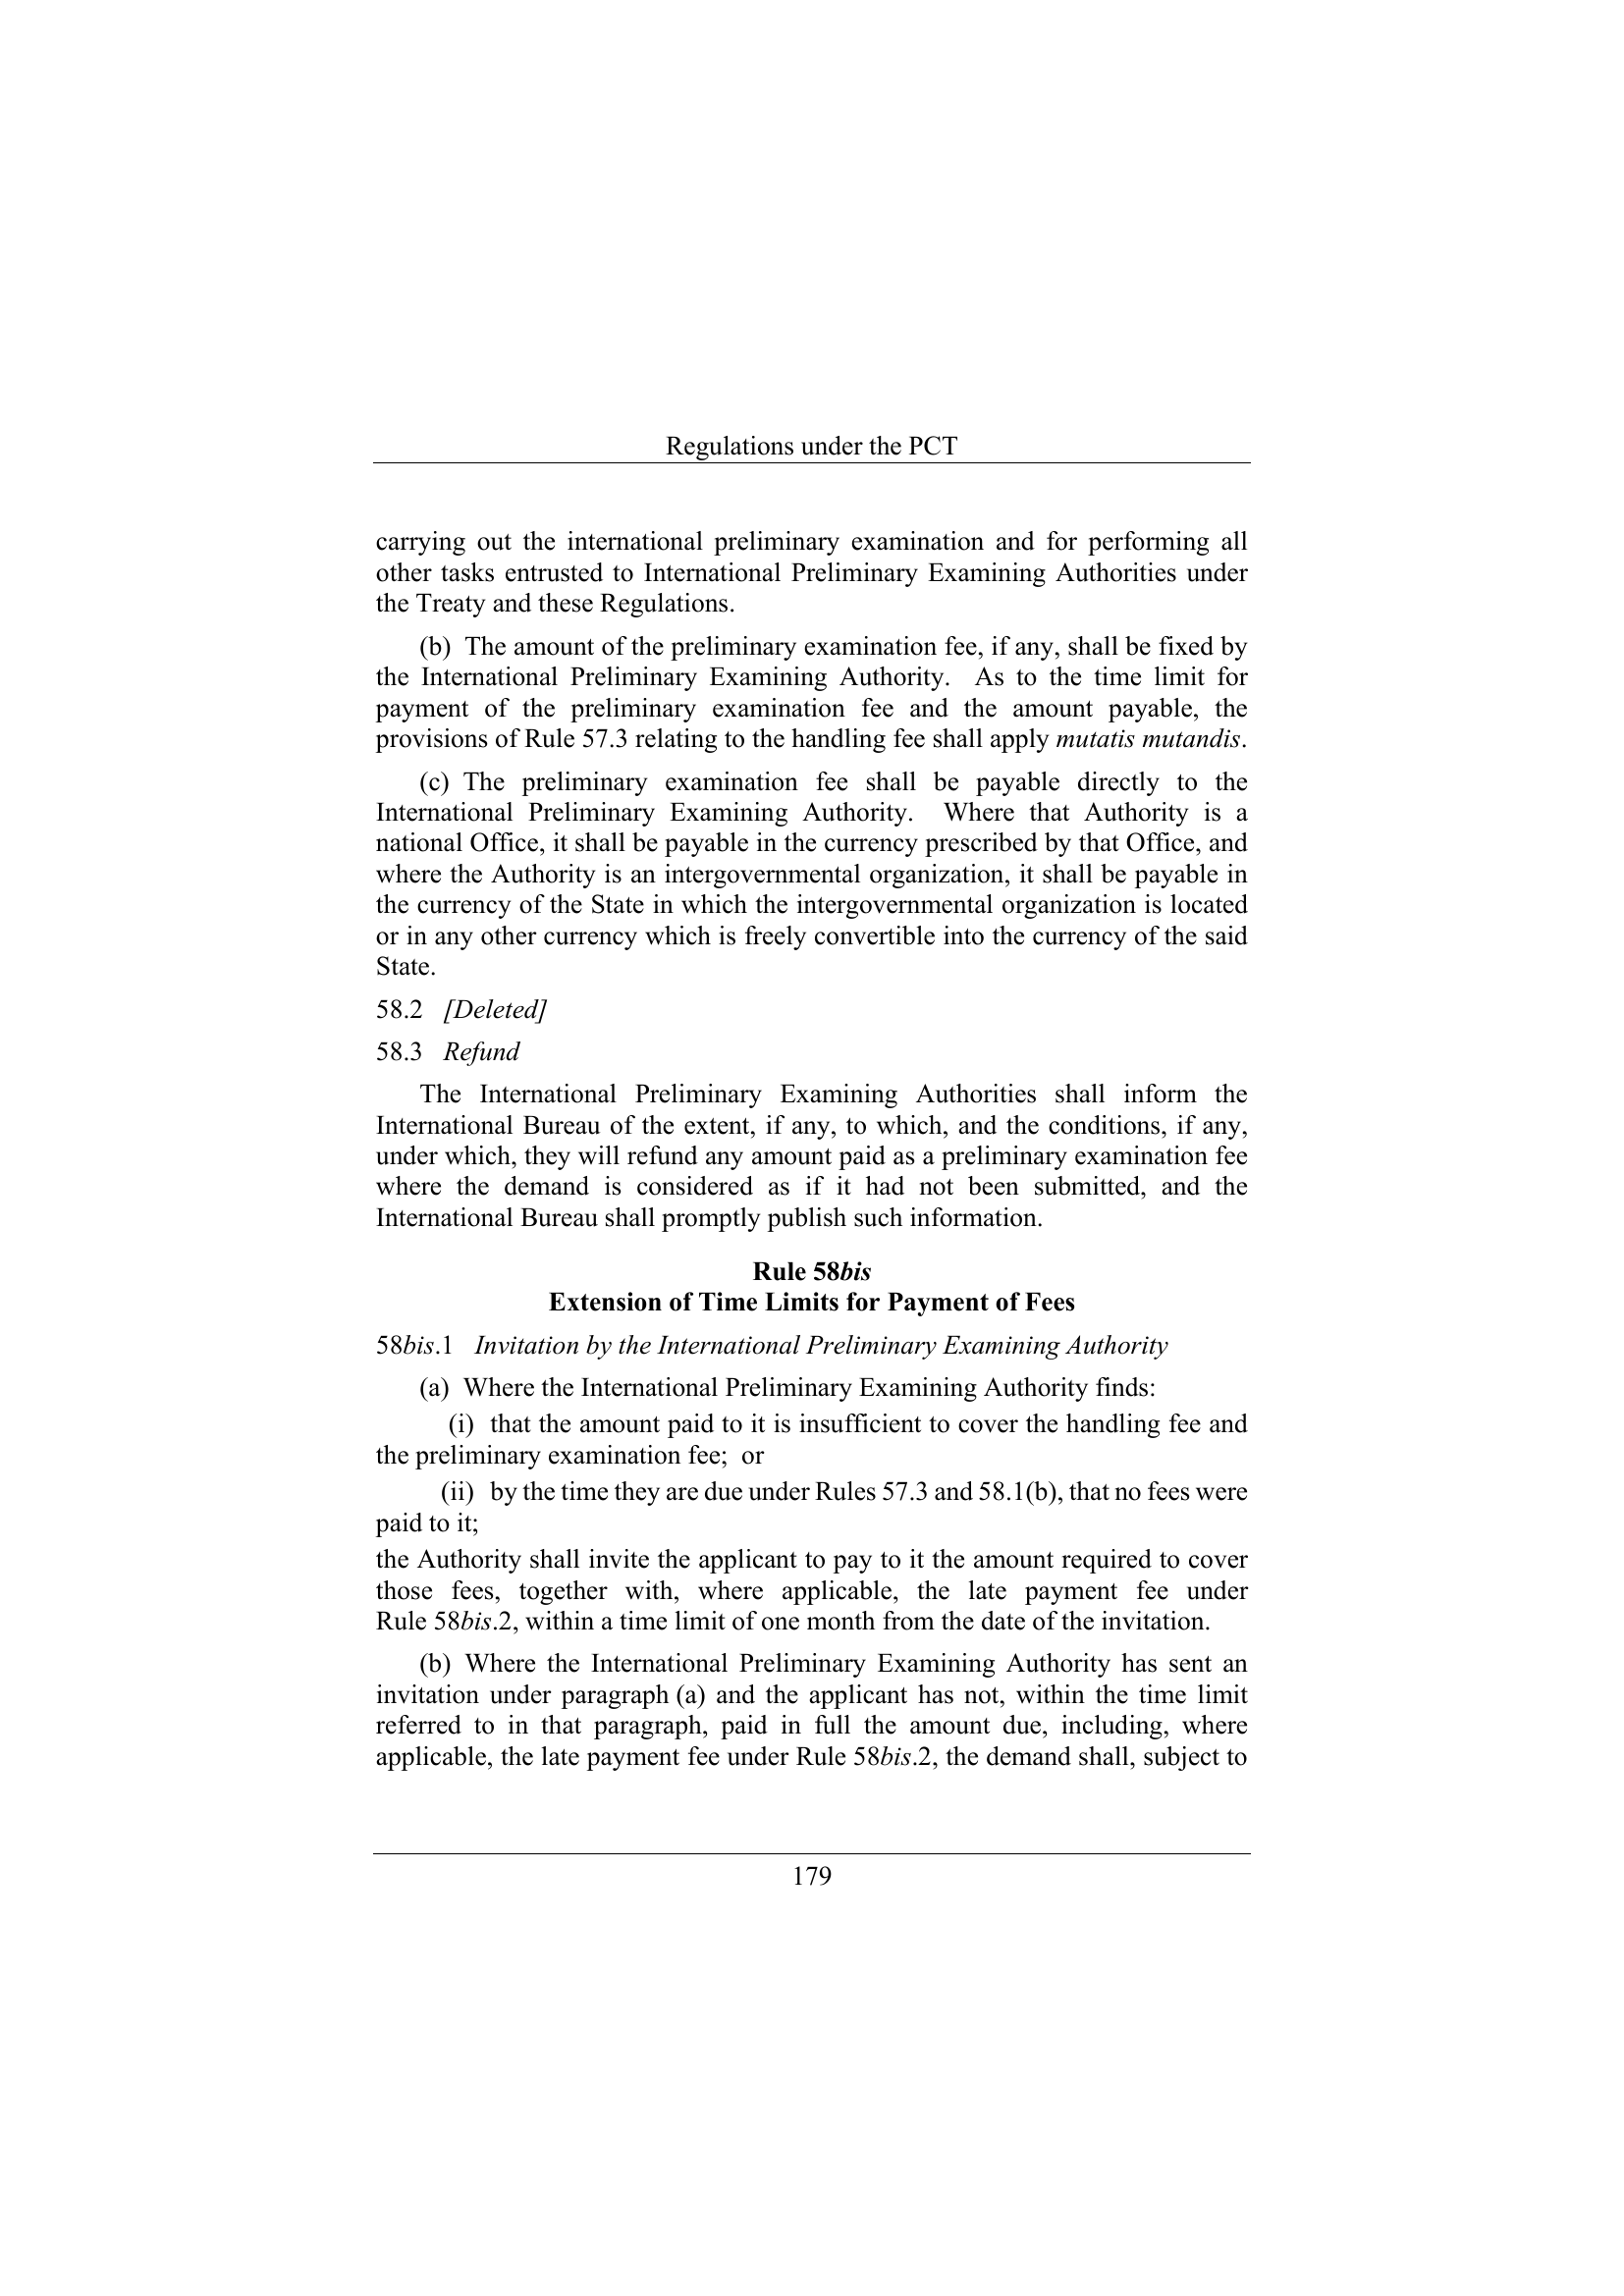 Regulations under the PCT
carrying out the international preliminary examination and for performing all
other tasks entrusted to International Preliminary Examining Authorities under
the Treaty and these Regulations.
(b) The amount of the preliminary examination fee, if any, shall be fixed by
the International Preliminary Examining Authority. As to the time limit for
payment of the preliminary examination fee and the amount payable, the
provisions of Rule 57.3 relating to the handling fee shall apply mutatis mutandis.
(c) The preliminary examination fee shall be payable directly to the
International Preliminary Examining Authority. Where that Authority is a
national Office, it shall be payable in the currency prescribed by that Office, and
where the Authority is an intergovernmental organization, it shall be payable in
the currency of the State in which the intergovernmental organization is located
or in any other currency which is freely convertible into the currency of the said
State.
58.2 [Deleted]
58.3 Refund
The International Preliminary Examining Authorities shall inform the
International Bureau of the extent, if any, to which, and the conditions, if any,
under which, they will refund any amount paid as a preliminary examination fee
where the demand is considered as if it had not been submitted, and the
International Bureau shall promptly publish such information.
Rule 58bis
Extension of Time Limits for Payment of Fees
58bis.1 Invitation by the International Preliminary Examining Authority
(a) Where the International Preliminary Examining Authority finds:
(i) that the amount paid to it is insufficient to cover the handling fee and
the preliminary examination fee; or
(ii) by the time they are due under Rules 57.3 and 58.1(b), that no fees were
paid to it;
the Authority shall invite the applicant to pay to it the amount required to cover
those fees, together with, where applicable, the late payment fee under
Rule 58bis.2, within a time limit of one month from the date of the invitation.
(b) Where the International Preliminary Examining Authority has sent an
invitation under paragraph (a) and the applicant has not, within the time limit
referred to in that paragraph, paid in full the amount due, including, where
applicable, the late payment fee under Rule 58bis.2, the demand shall, subject to
179